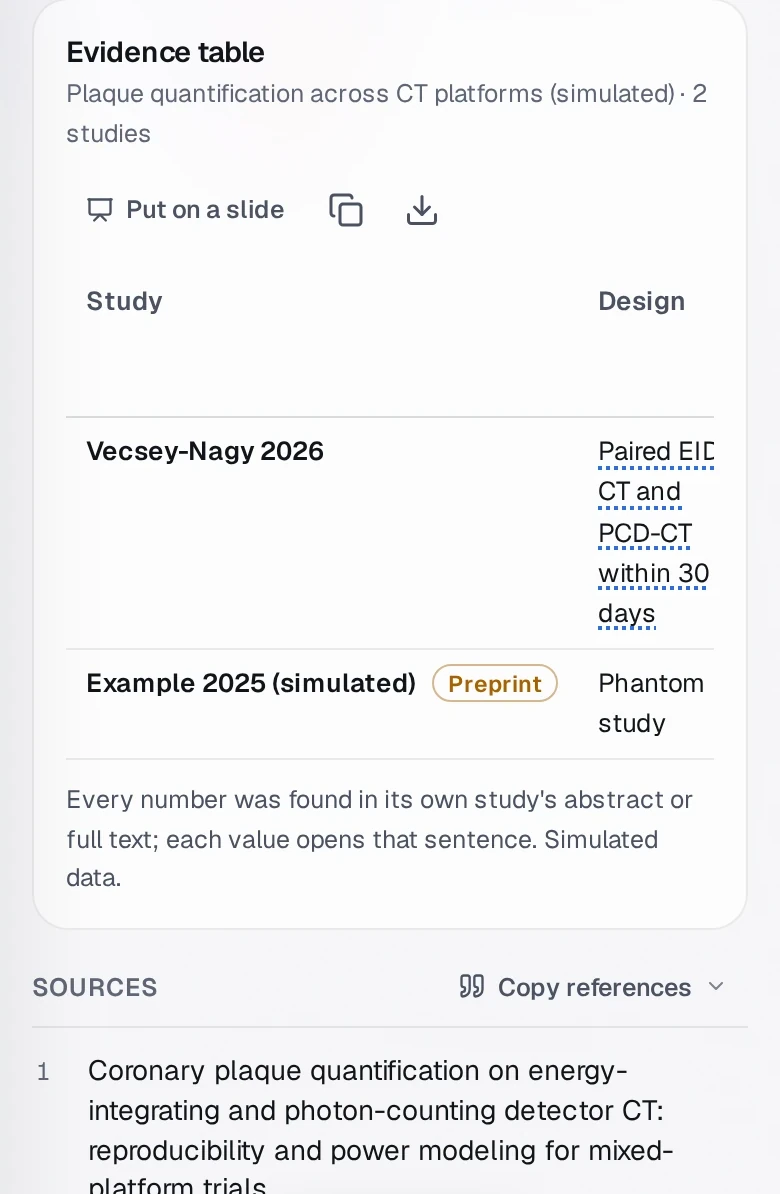 Evidence table
Plaque quantification across CT platforms (simulated) · 2
studies
Put on a slide
Study Design
Vecsey-Nagy 2026 Paired EID
CT and
PCD-CT
within 30
days
Example 2025 (simulated) Preprint Phantom
study
Every number was found in its own study's abstract or
full text; each value opens that sentence. Simulated
data.
SOURCES Copy references
1 Coronary plaque quantification on energy-
integrating and photon-counting detector CT:
reproducibility and power modeling for mixed-
platform trials